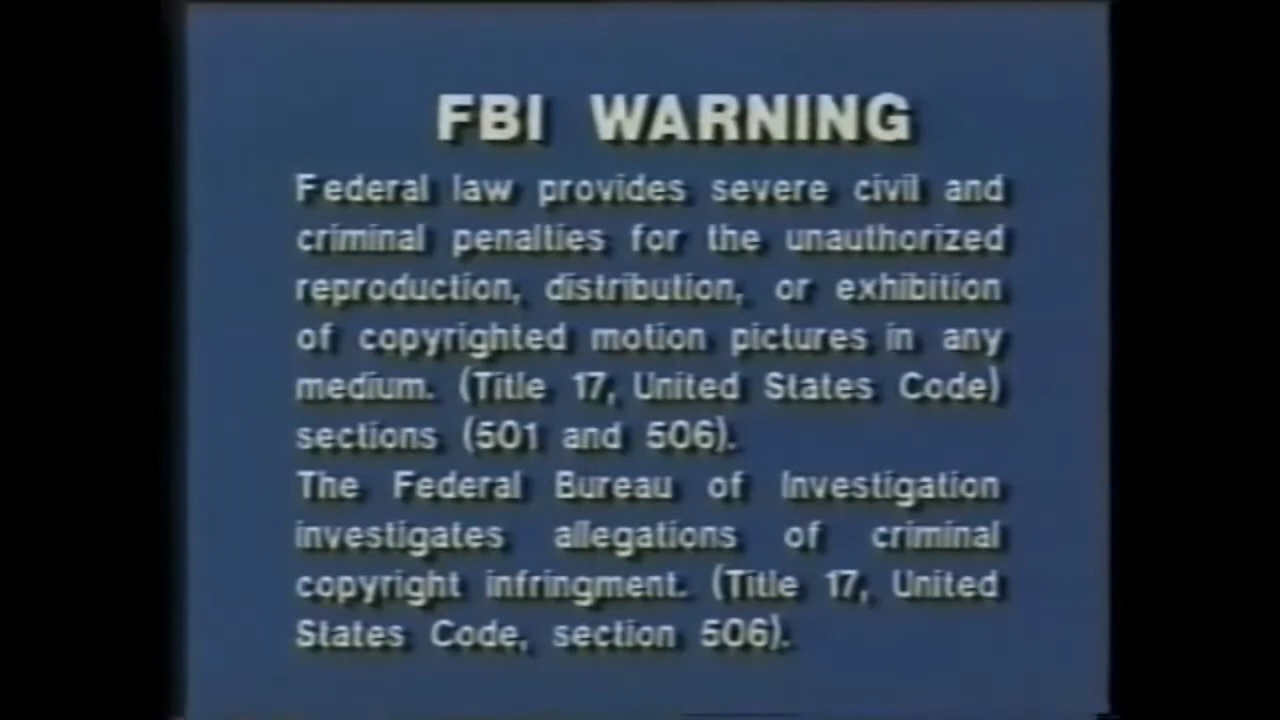 FBI WARNING
Federal law provides severe civil and
criminal penalties for the unauthorized
reproduction, distribution, or exhibition
of copyrighted motion pictures in any
medium. (Title 17, United States Code)
sections (501 and 506).
The Federal Bureau of Investigation
investigates allegations of criminal
copyright infringment. (Title 17, United
States Code, section 506).